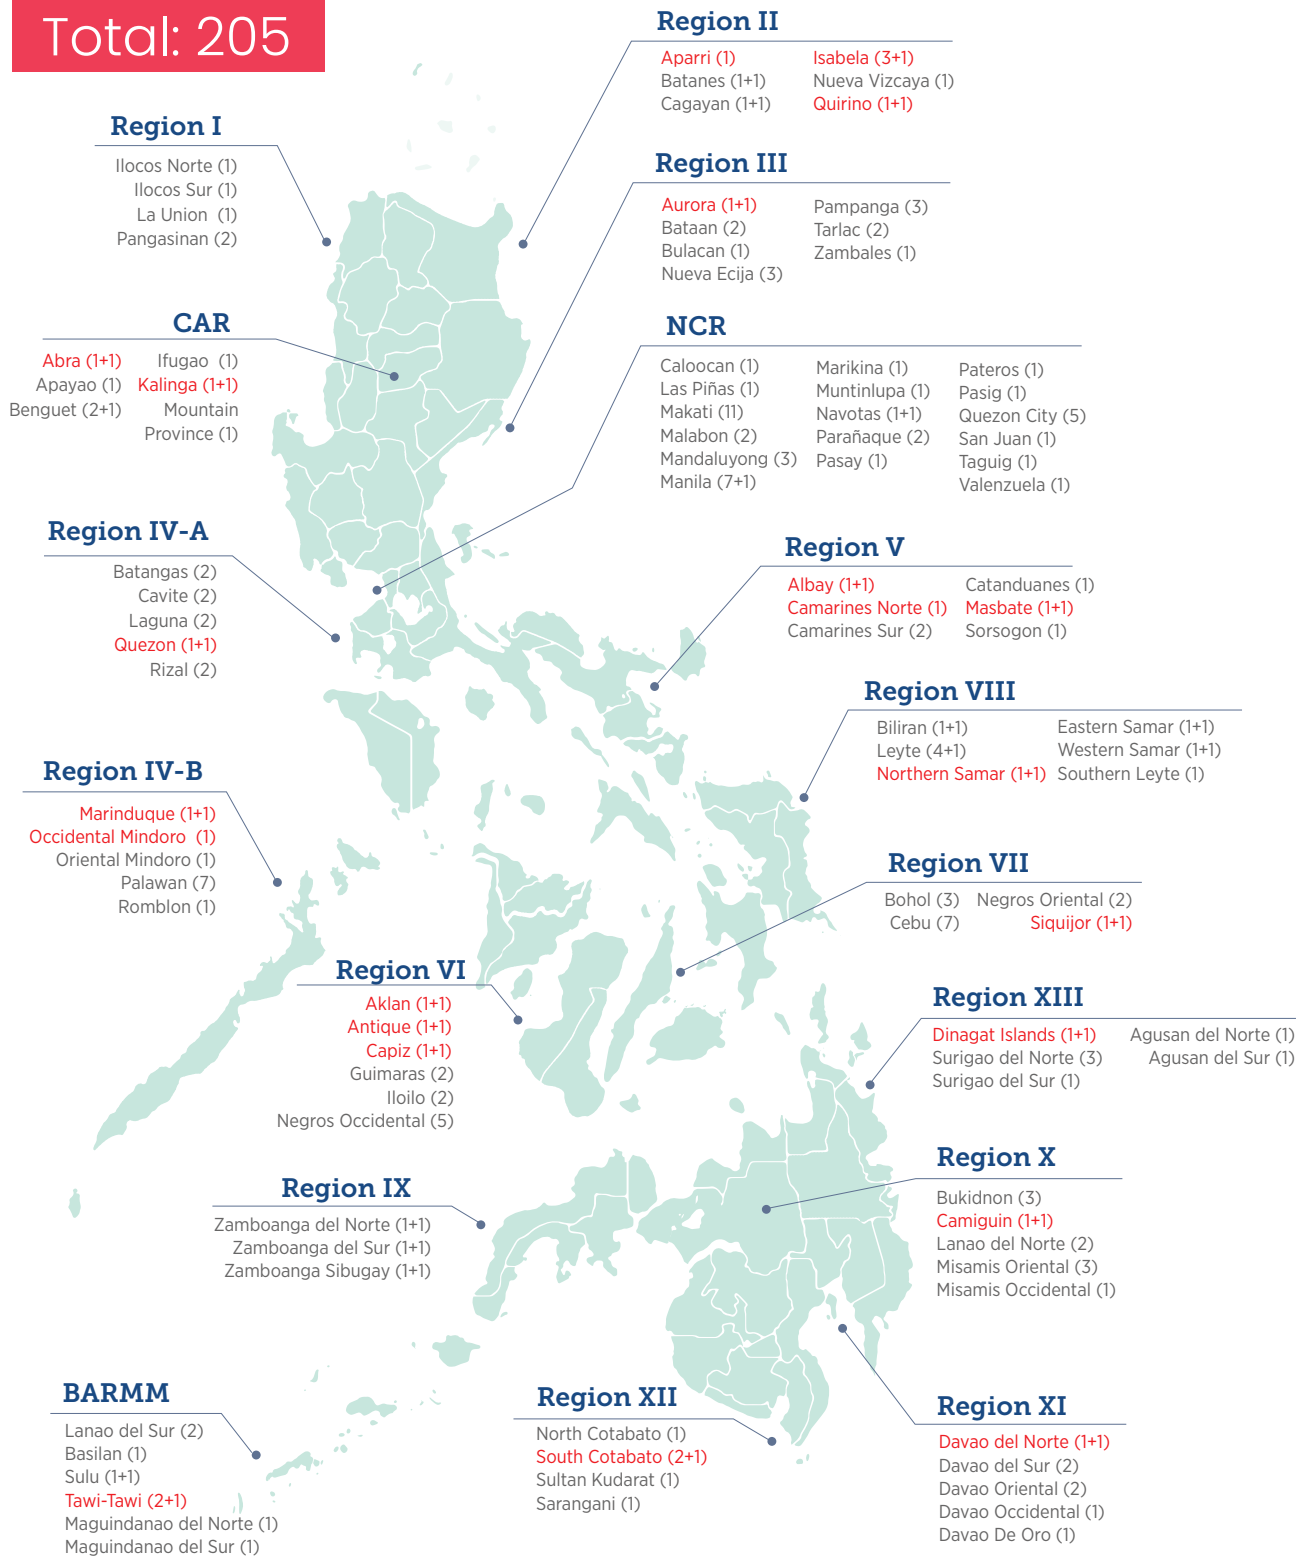 Total: 205
Region II
Aparri (1)
Batanes (1+1)
Cagayan (1+1)
Isabela (3+1)
Nueva Vizcaya (1)
Quirino (1+1)
Region I
Ilocos Norte (1)
Ilocos Sur (1)
La Union (1)
Pangasinan (2)
Region III
Aurora (1+1)
Bataan (2)
Bulacan (1)
Nueva Ecija (3)
Pampanga (3)
Tarlac (2)
Zambales (1)
CAR
Abra (1+1)
Apayao (1)
Benguet (2+1)
Ifugao (1)
Kalinga (1+1)
Mountain
Province (1)
NCR
Caloocan (1)
Las Piñas (1)
Makati (11)
Malabon (2)
Mandaluyong (3)
Manila (7+1)
Marikina (1)
Muntinlupa (1)
Navotas (1+1)
Parañaque (2)
Pasay (1)
Pateros (1)
Pasig (1)
Quezon City (5)
San Juan (1)
Taguig (1)
Valenzuela (1)
Region IV-A
Batangas (2)
Cavite (2)
Laguna (2)
Quezon (1+1)
Rizal (2)
Region V
Albay (1+1)
Camarines Norte (1)
Camarines Sur (2)
Catanduanes (1)
Masbate (1+1)
Sorsogon (1)
Region VIII
Biliran (1+1)
Leyte (4+1)
Northern Samar (1+1)
Eastern Samar (1+1)
Western Samar (1+1)
Southern Leyte (1)
Region IV-B
Marinduque (1+1)
Occidental Mindoro (1)
Oriental Mindoro (1)
Palawan (7)
Romblon (1)
Region VII
Bohol (3)
Cebu (7)
Negros Oriental (2)
Siquijor (1+1)
Region VI
Aklan (1+1)
Antique (1+1)
Capiz (1+1)
Guimaras (2)
Iloilo (2)
Negros Occidental (5)
Region XIII
Dinagat Islands (1+1)
Surigao del Norte (3)
Surigao del Sur (1)
Agusan del Norte (1)
Agusan del Sur (1)
Region X
Bukidnon (3)
Camiguin (1+1)
Lanao del Norte (2)
Misamis Oriental (3)
Misamis Occidental (1)
Region IX
Zamboanga del Norte (1+1)
Zamboanga del Sur (1+1)
Zamboanga Sibugay (1+1)
BARMM
Lanao del Sur (2)
Basilan (1)
Sulu (1+1)
Tawi-Tawi (2+1)
Maguindanao del Norte (1)
Maguindanao del Sur (1)
Region XII
North Cotabato (1)
South Cotabato (2+1)
Sultan Kudarat (1)
Sarangani (1)
Region XI
Davao del Norte (1+1)
Davao del Sur (2)
Davao Oriental (2)
Davao Occidental (1)
Davao De Oro (1)